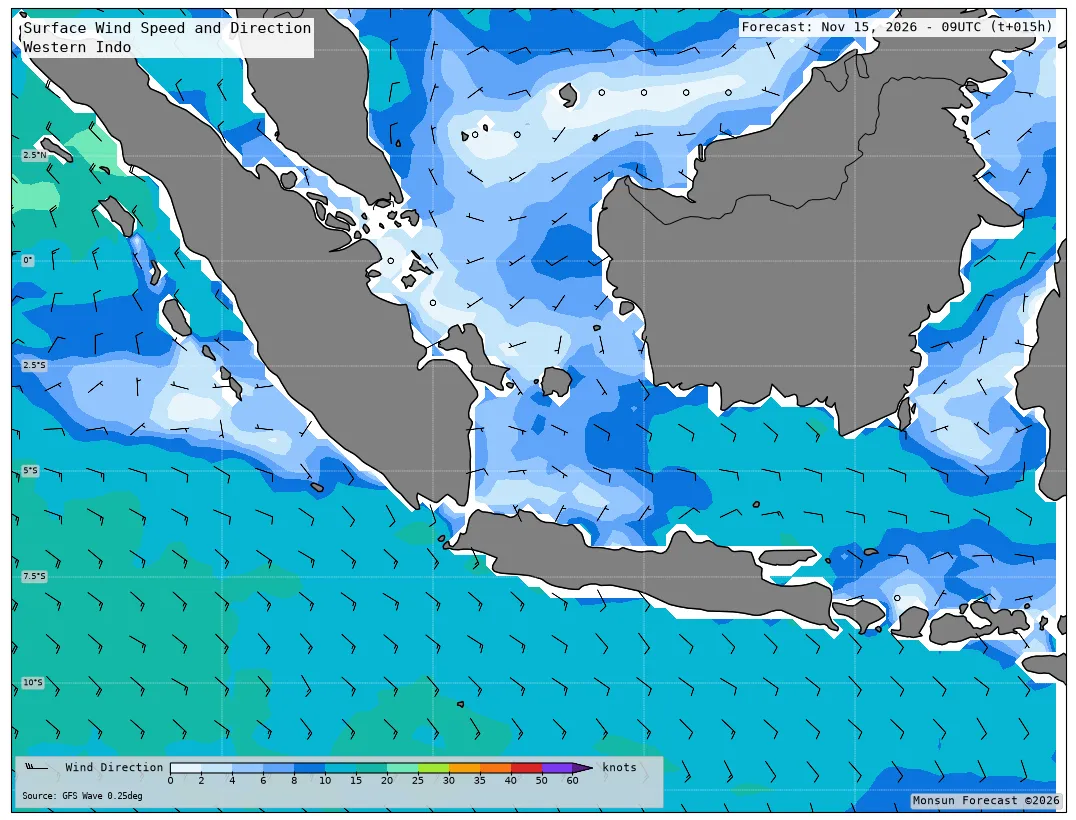 Surface Wind Speed and Direction
Western Indo
Forecast: Nov 15, 2026 - 09UTC (t+015h)
2.5°N
0°
2.5°S
5°S
7.5°S
10°S
Wind Direction
0 2 4 6 8 10 15 20 25 30 35 40 50 60
knots
Source: GFS Wave 0.25deg
Monsun Forecast ©2026